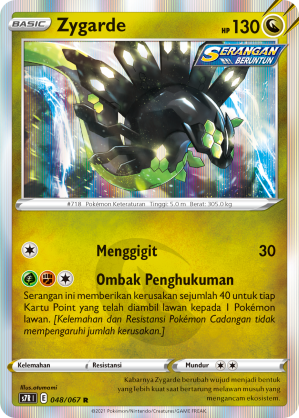 BASIC Zygarde HP 130
SERANGAN
BERUNTUN
#718 Pokémon Keteraturan Tinggi: 5.0 m Berat: 305.0 kg
Menggigit 30
Ombak Penghukuman
Serangan ini memberikan kerusakan sejumlah 40 untuk tiap
Kartu Point yang telah diambil lawan kepada 1 Pokémon
lawan. [Kelemahan dan Resistansi Pokémon Cadangan tidak
mempengaruhi jumlah kerusakan.]
Kelemahan Resistansi Mundur
Illus.otumami
s7R I E 048/067 R
Kabarnya Zygarde berubah wujud menjadi bentuk
yang lebih kuat saat bertarung melawan musuh yang
mengancam ekosistem.
©2021 Pokémon/Nintendo/Creatures/GAME FREAK.